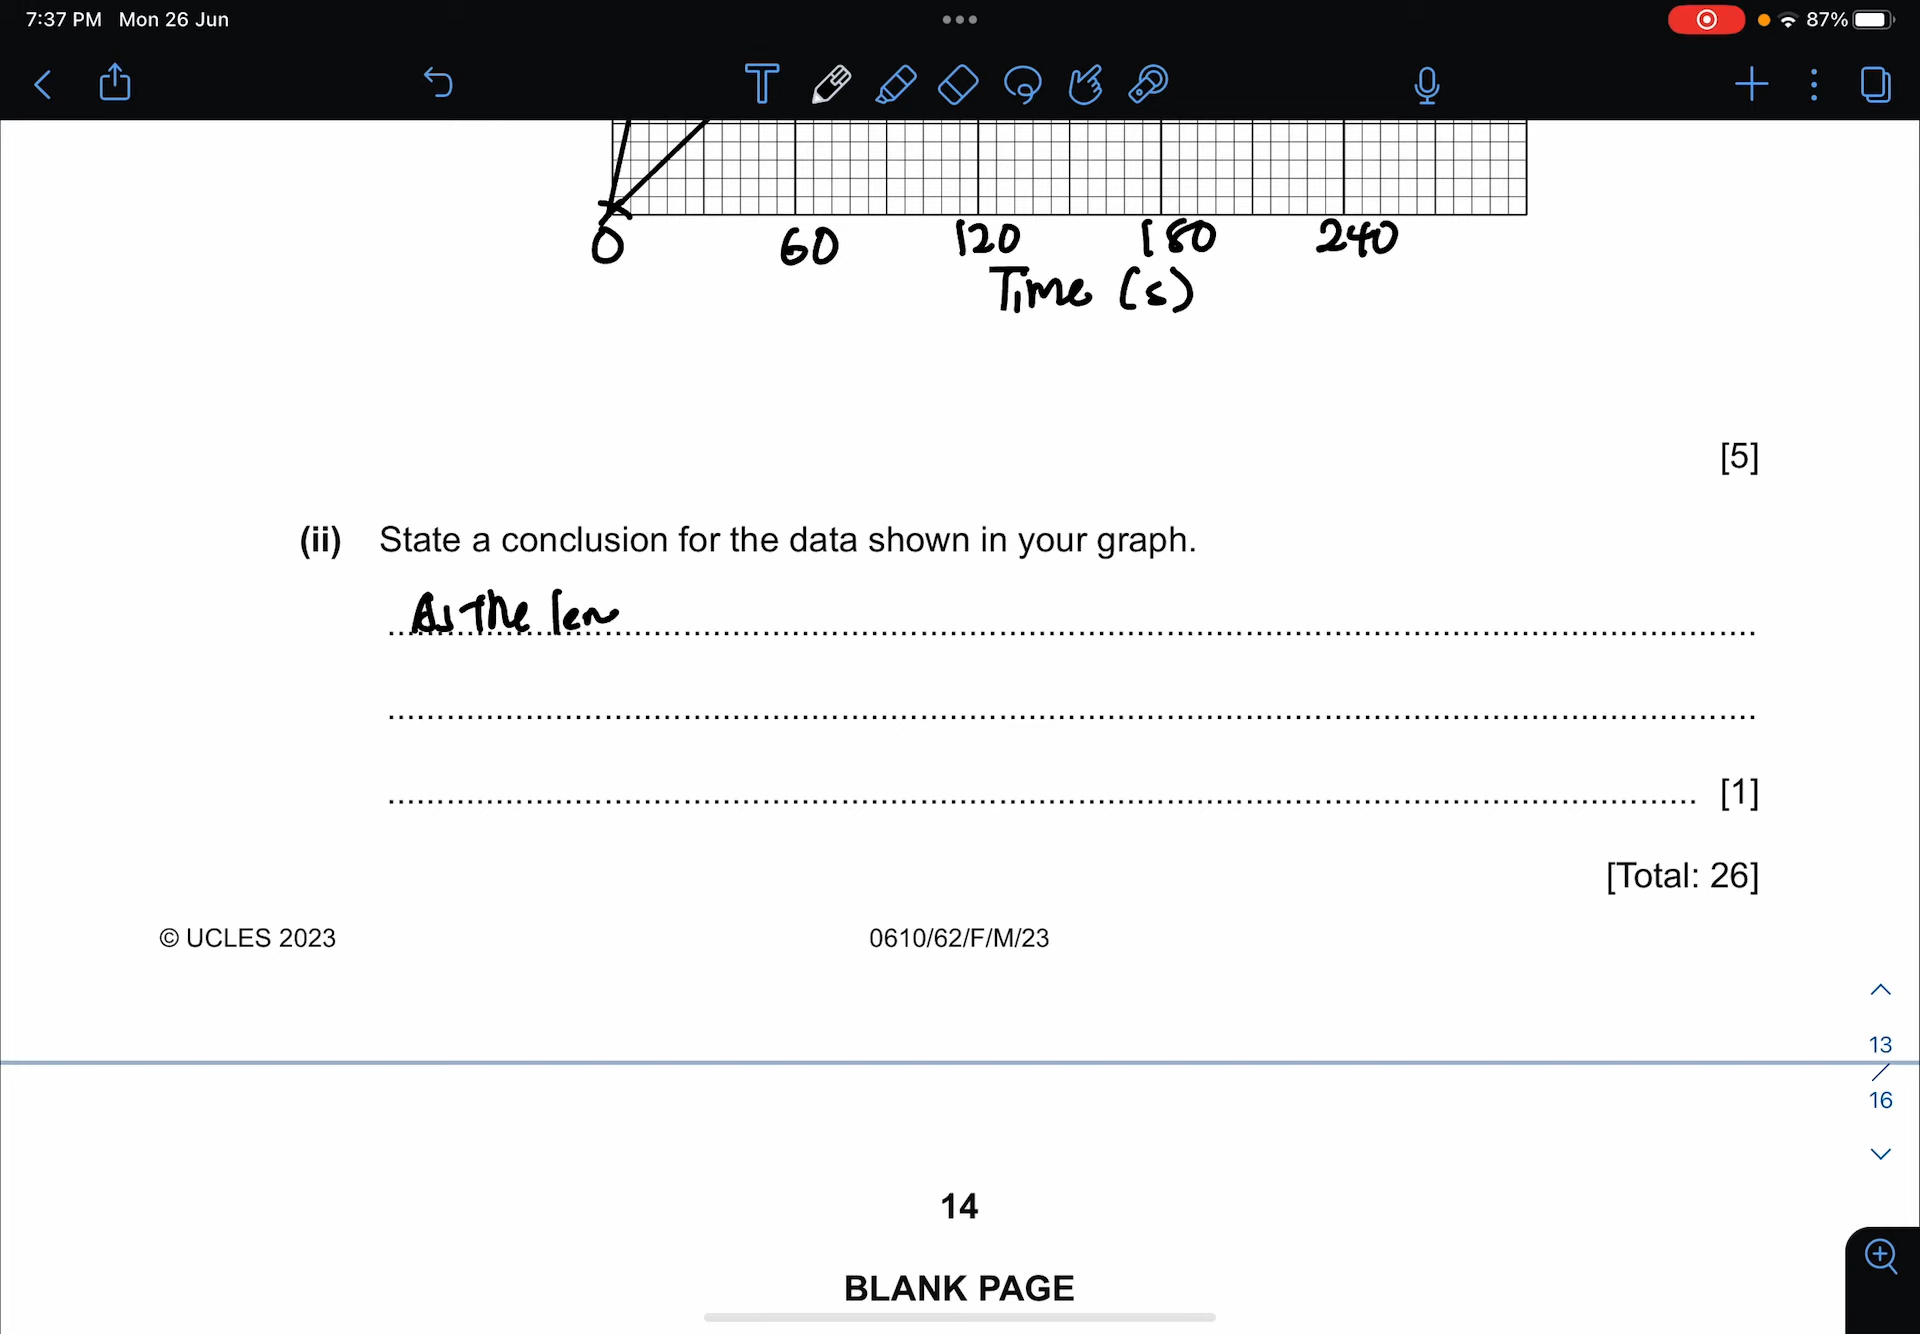 7:37 PM Mon 26 Jun
87%
0 60 120 180 240
Time (s)
[5]
(ii) State a conclusion for the data shown in your graph.
As the len
[1]
[Total: 26]
© UCLES 2023 0610/62/F/M/23
13
16
14
BLANK PAGE